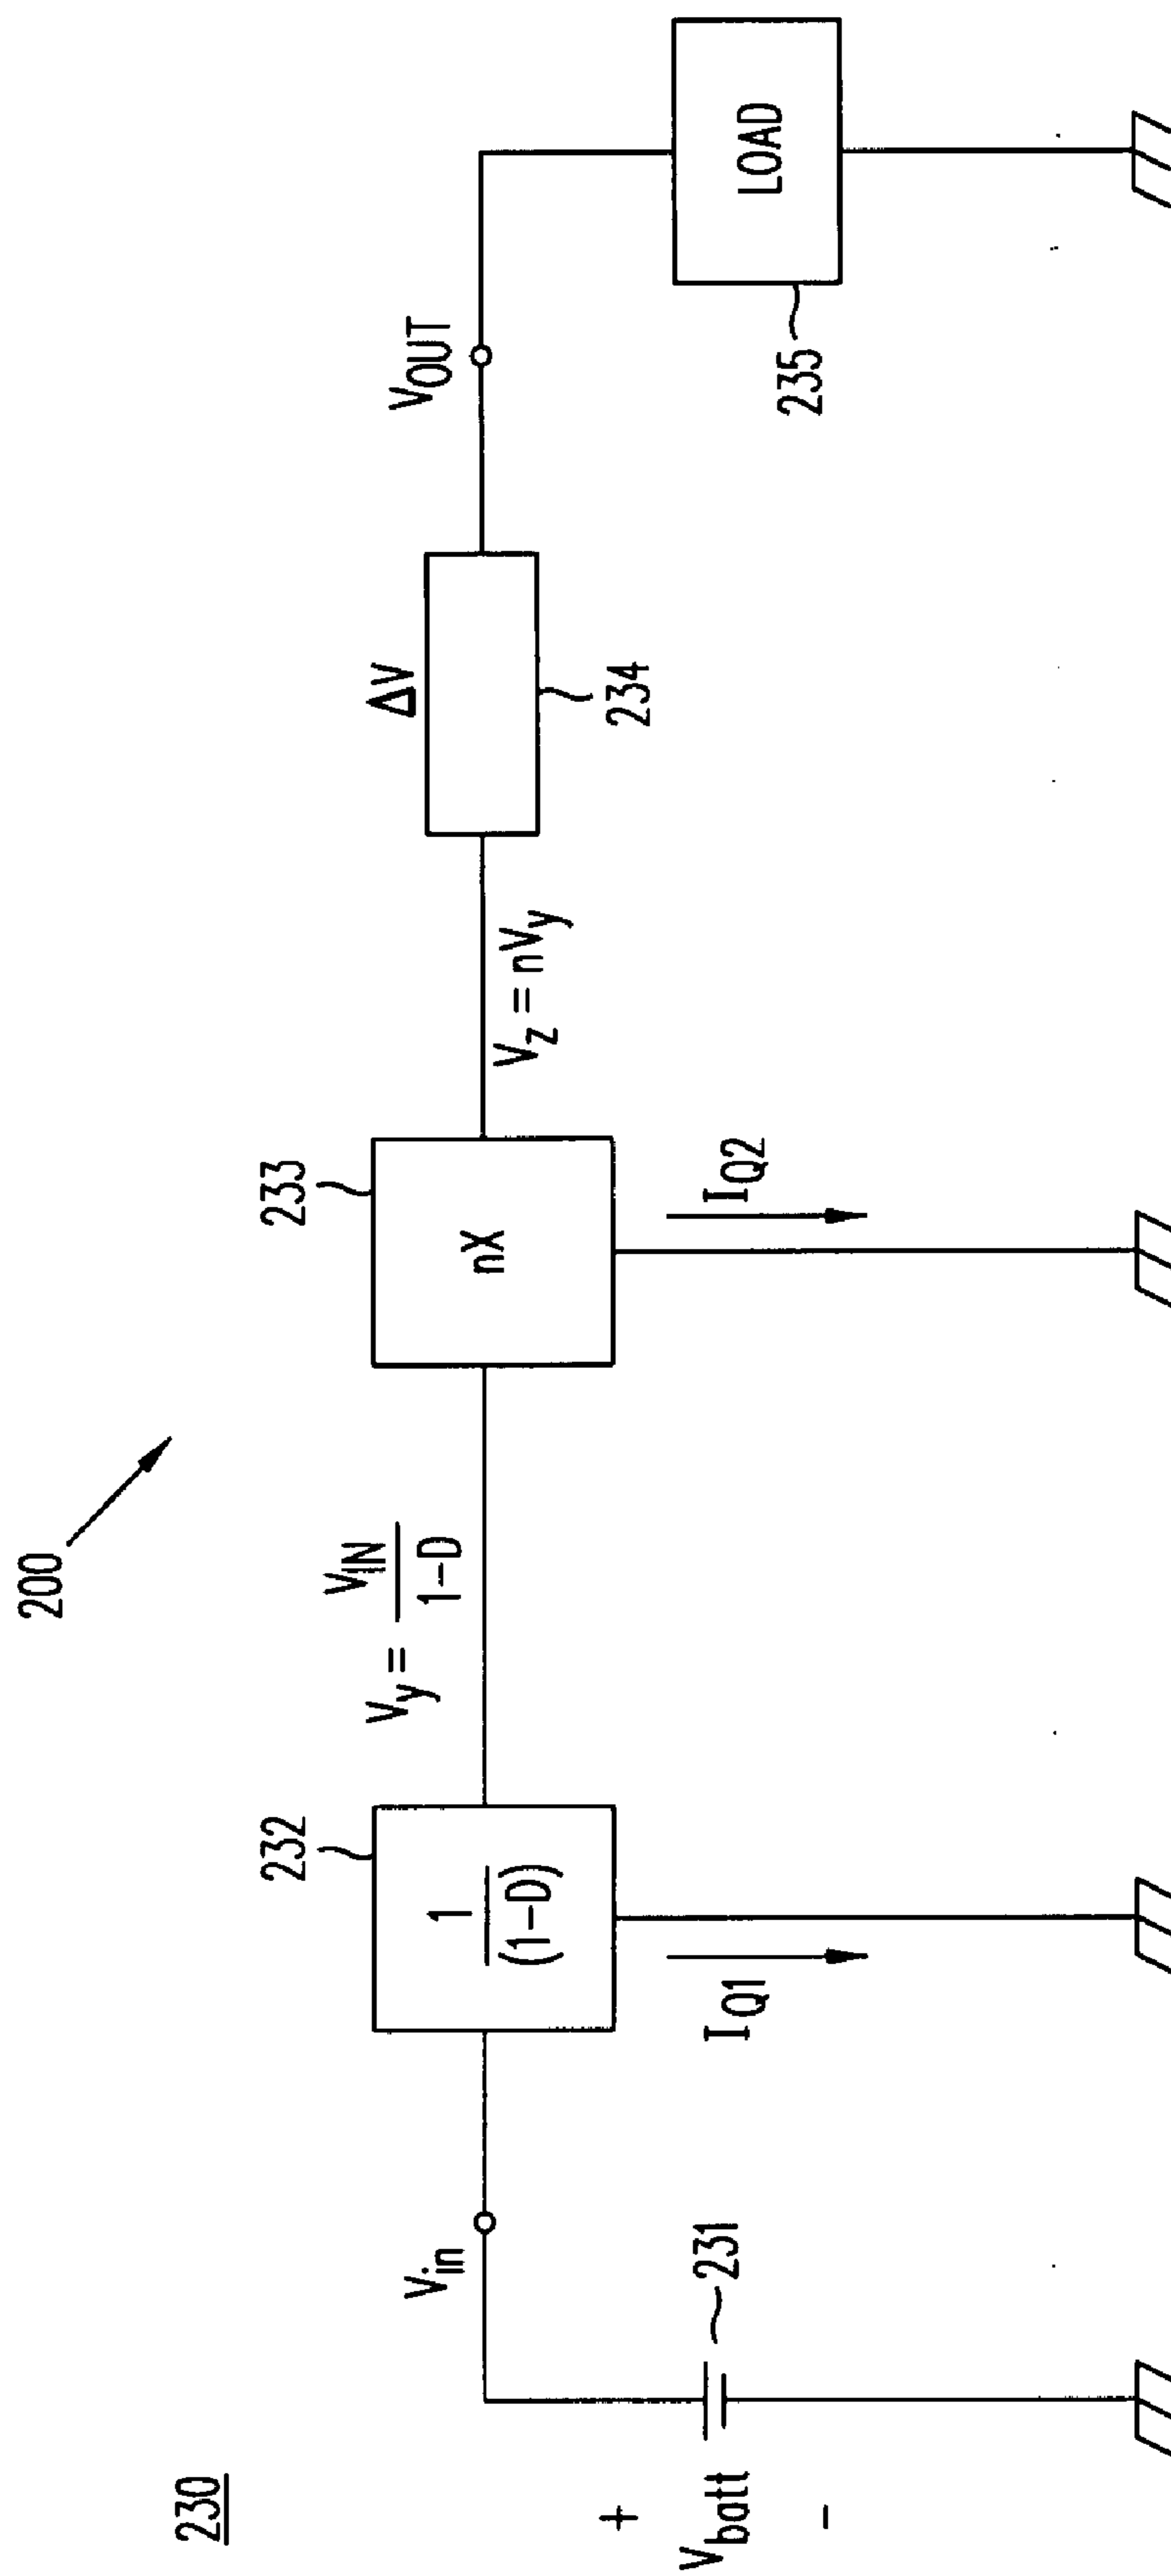 230
200
V_batt
+
-
231
V_in
232
1
(1-D)
I_Q1
V_y = V_IN
1-D
233
nX
I_Q2
V_z = nV_y
ΔV
234
V_OUT
LOAD
235